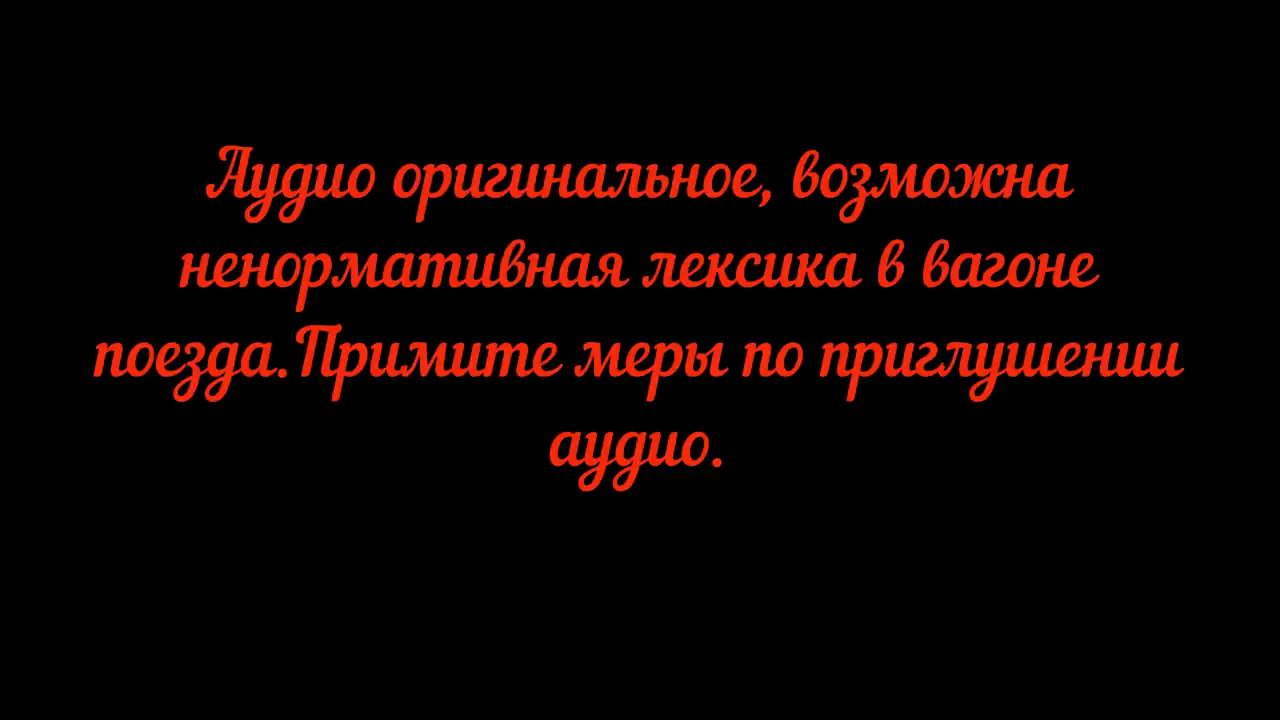 Аудио оригинальное, возможна
ненормативная лексика в вагоне
поезда.Примите меры по приглушении
аудио.